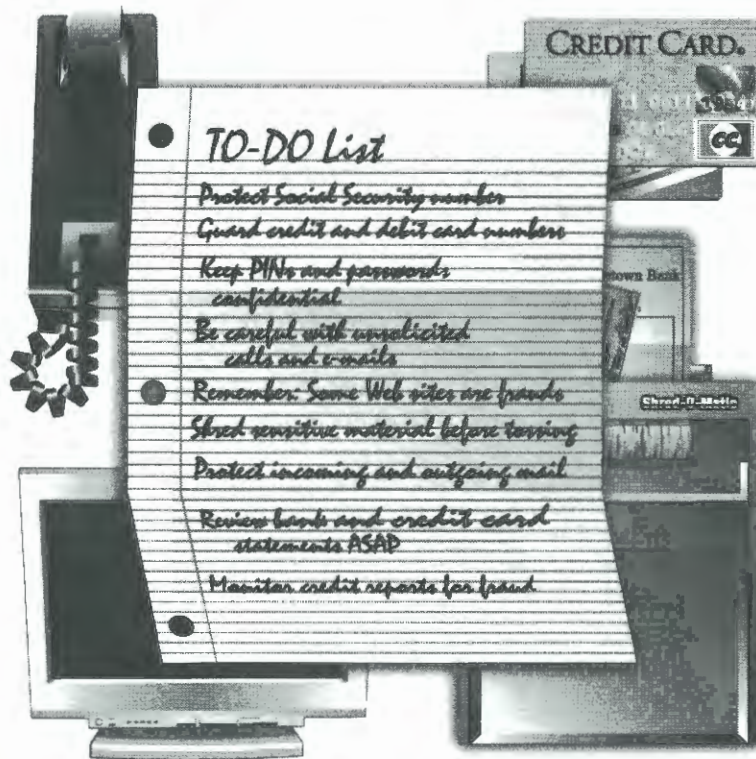 CREDIT CARD®
1984
CC
TO-DO List
Protect Social Security number
Guard credit and debit card numbers
Keep PINs and passwords
confidential
etown Bank
Be careful with unsolicited
calls and e-mails
Remember: Some Web sites are frauds
Shred-O-Matic
Shred sensitive material before tossing
Protect incoming and outgoing mail
Review bank and credit card
statements ASAP
Monitor credit reports for fraud